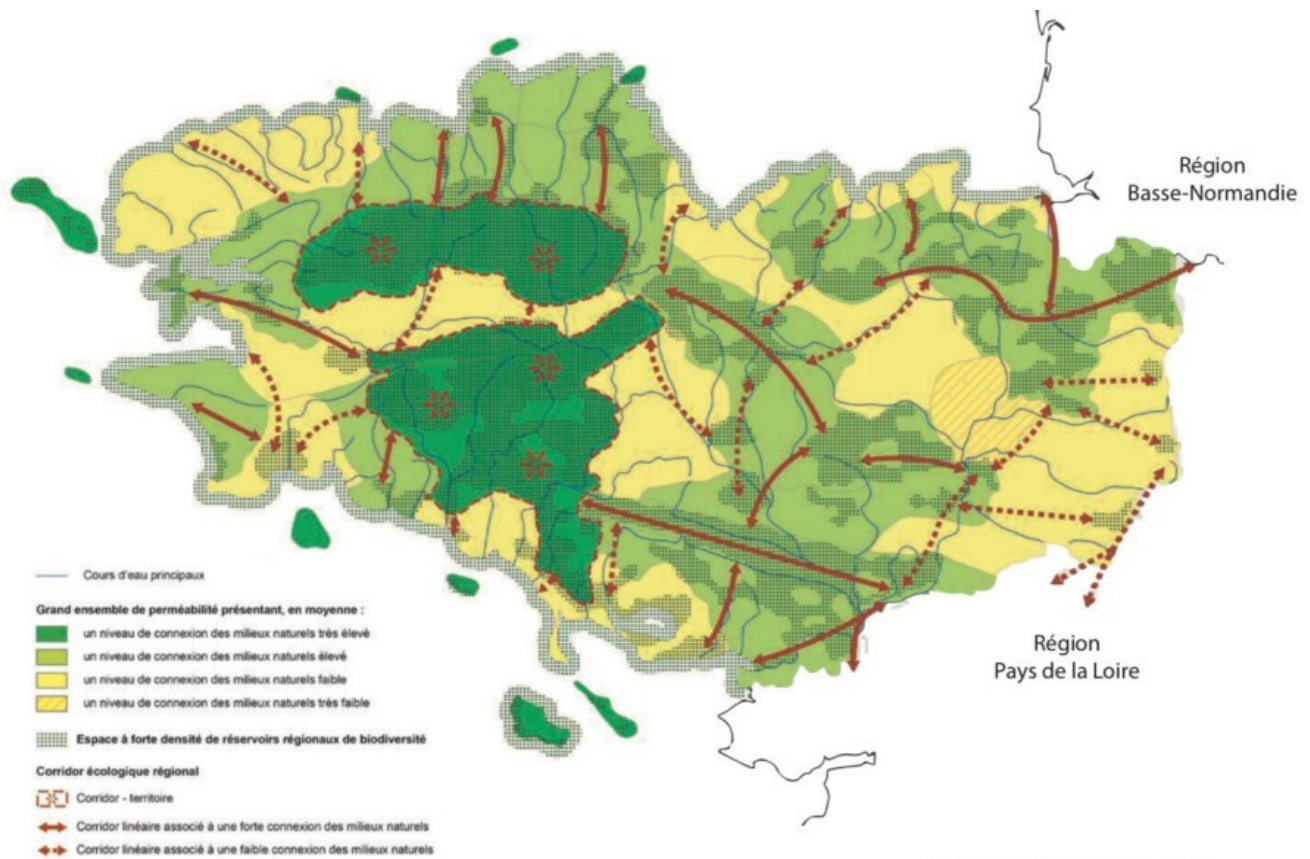 Région
Basse-Normandie
Cours d'eau principaux
Grand ensemble de perméabilité présentant, en moyenne :
un niveau de connexion des milieux naturels très élevé
un niveau de connexion des milieux naturels élevé
un niveau de connexion des milieux naturels faible
un niveau de connexion des milieux naturels très faible
Espace à forte densité de réservoirs régionaux de biodiversité
Corridor écologique régional
Corridor - territoire
Corridor linéaire associé à une forte connexion des milieux naturels
Corridor linéaire associé à une faible connexion des milieux naturels
Région
Pays de la Loire